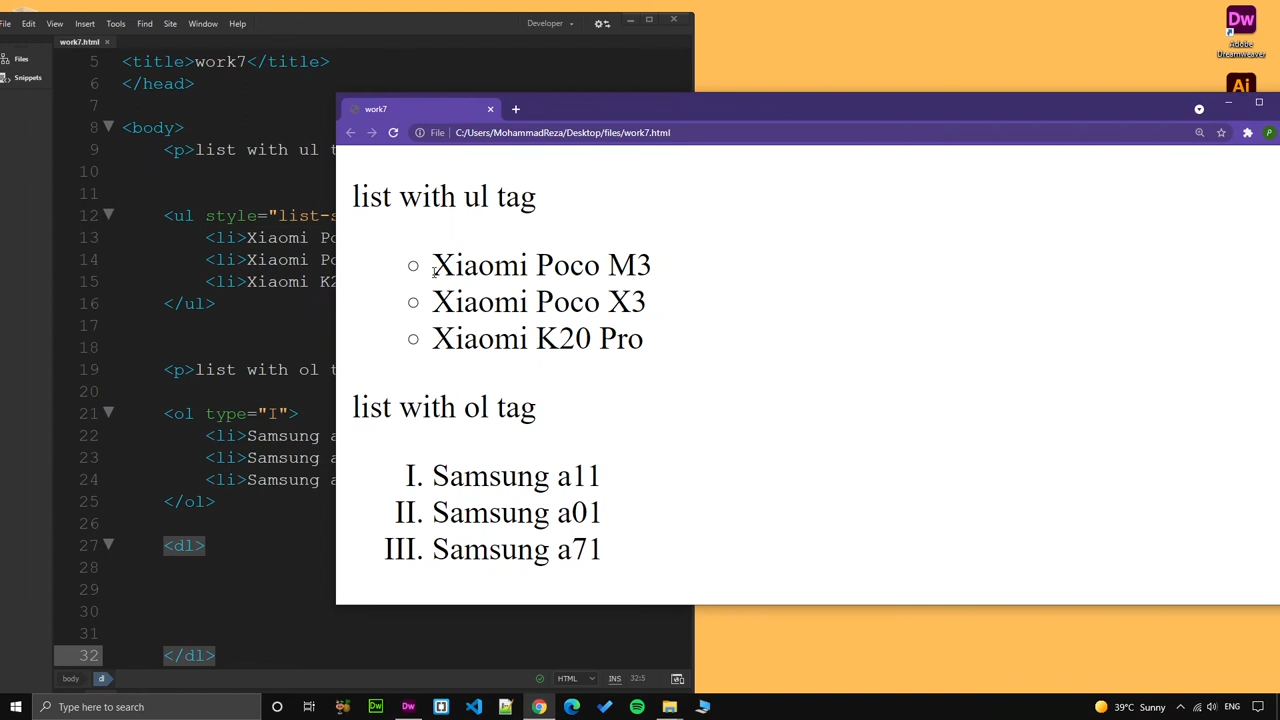 File Edit View Insert Tools Find Site Window Help
Developer
work7.html
Files
Snippets
5 <title>work7</title>
6 </head>
7
8 <body>
9 <p>list with ul t
10
11
12 <ul style="list-s
13 <li>Xiaomi Po
14 <li>Xiaomi Po
15 <li>Xiaomi K2
16 </ul>
17
18
19 <p>list with ol t
20
21 <ol type="I">
22 <li>Samsung a
23 <li>Samsung a
24 <li>Samsung a
25 </ol>
26
27 <dl>
28
29
30
31
32 </dl>
body dl
HTML INS 32:5
Dw
Adobe
Dreamweaver
Ai
work7
File C:/Users/MohammadReza/Desktop/files/work7.html
P
list with ul tag
Xiaomi Poco M3
Xiaomi Poco X3
Xiaomi K20 Pro
list with ol tag
I. Samsung a11
II. Samsung a01
III. Samsung a71
Type here to search
Dw
Dw
39°C Sunny
ENG